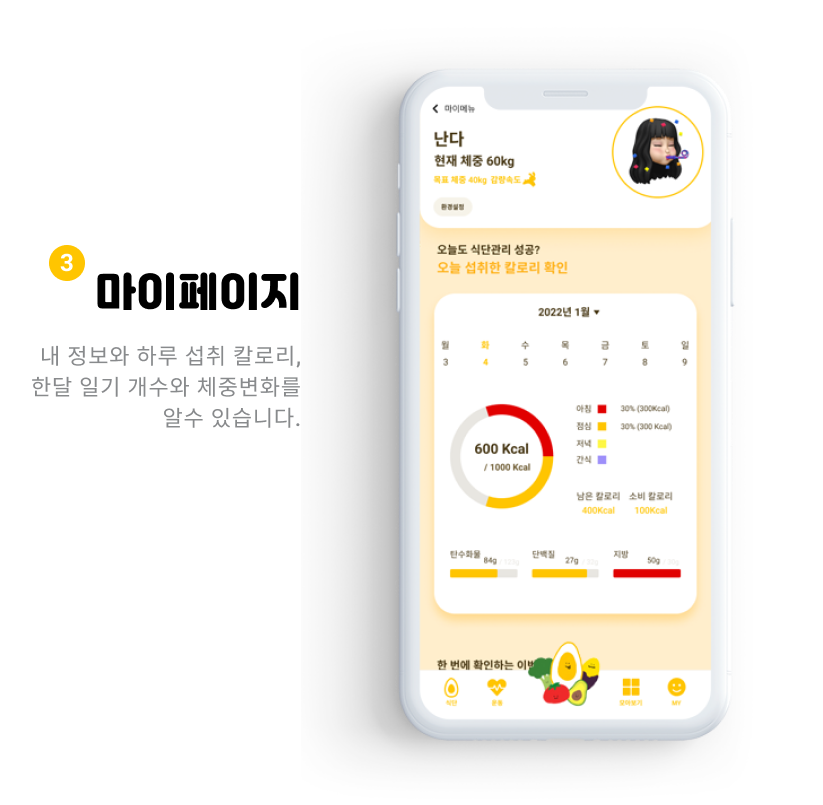 3
마이페이지
내 정보와 하루 섭취 칼로리,
한달 일기 개수와 체중변화를
알수 있습니다.
마이메뉴
난다
현재 체중 60kg
목표 체중 40kg 감량속도
환경설정
오늘도 식단관리 성공?
오늘 섭취한 칼로리 확인
2022년 1월 ▼
월 화 수 목 금 토 일
3 4 5 6 7 8 9
600 Kcal
/ 1000 Kcal
아침 30% (300Kcal)
점심 30% (300 Kcal)
저녁
간식
남은 칼로리 소비 칼로리
400Kcal 100Kcal
탄수화물 84g
단백질 27g
지방 50g
한 번에 확인하는 이번
식단 운동 모아보기 MY